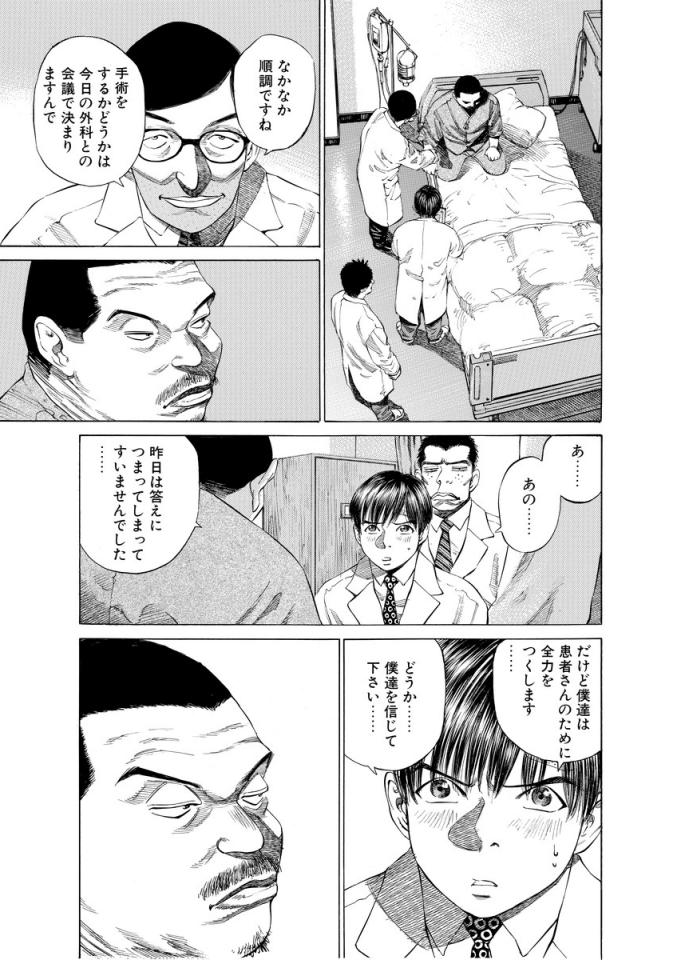 なかなか
順調ですね
手術を
するかどうかは
今日の外科との
会議で決まり
ますんで
あ……
あの……
昨日は答えに
つまってしまって
すいませんでした
……
だけど僕達は
患者さんのために
全力を
つくします
……
どうか……
僕達を信じて
下さい……